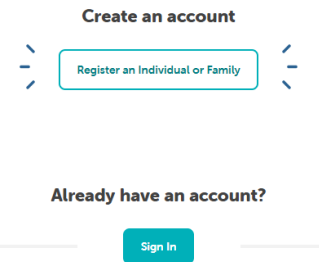 Create an account
Register an Individual or Family
Already have an account?
Sign In